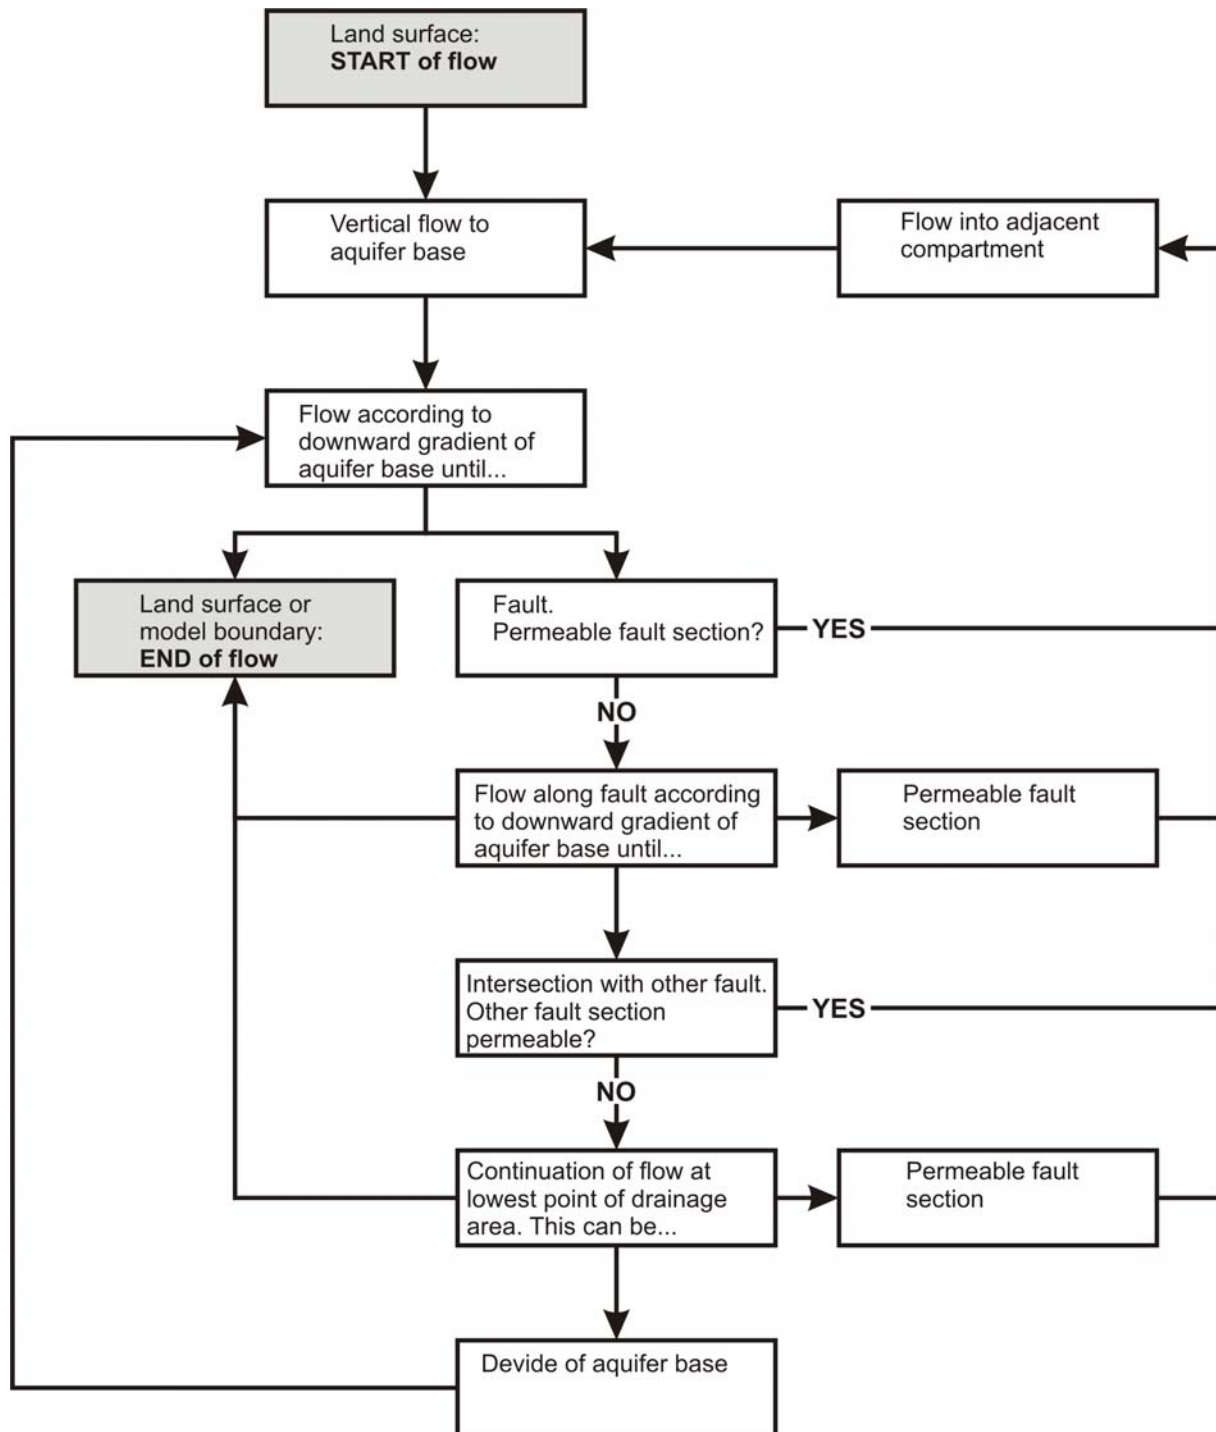 Land surface:
START of flow
Vertical flow to
aquifer base
Flow into adjacent
compartment
Flow according to
downward gradient of
aquifer base until...
Land surface or
model boundary:
END of flow
Fault.
Permeable fault section?
YES
NO
Flow along fault according
to downward gradient of
aquifer base until...
Permeable fault
section
Intersection with other fault.
Other fault section
permeable?
YES
NO
Continuation of flow at
lowest point of drainage
area. This can be...
Permeable fault
section
Devide of aquifer base